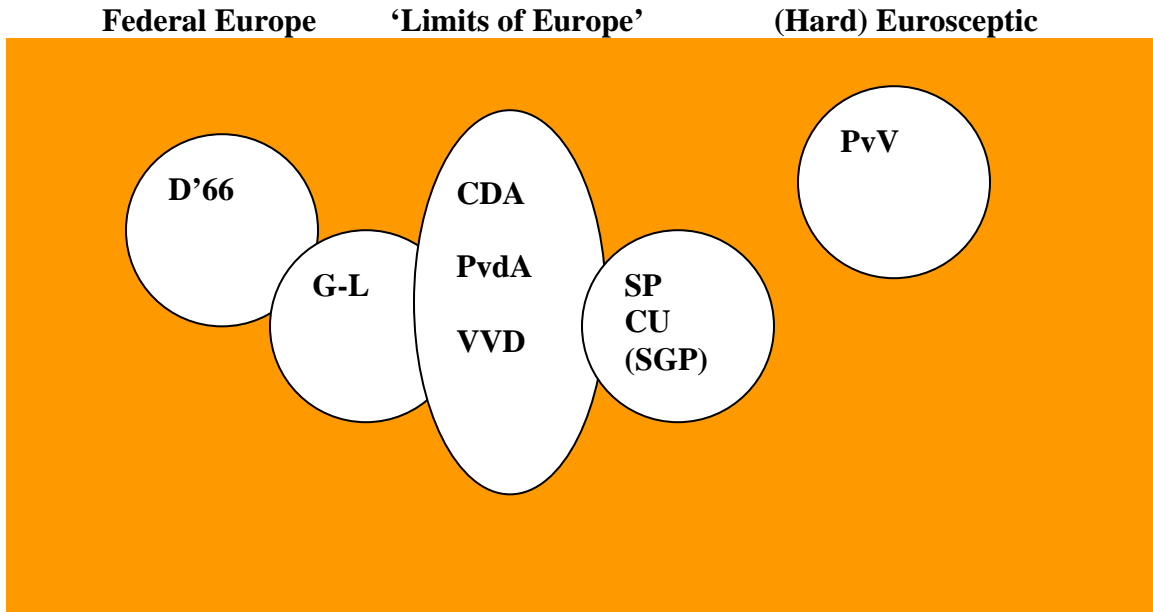 Federal Europe ‘Limits of Europe’ (Hard) Eurosceptic
D’66
G-L
CDA
PvdA
VVD
SP
CU
(SGP)
PvV